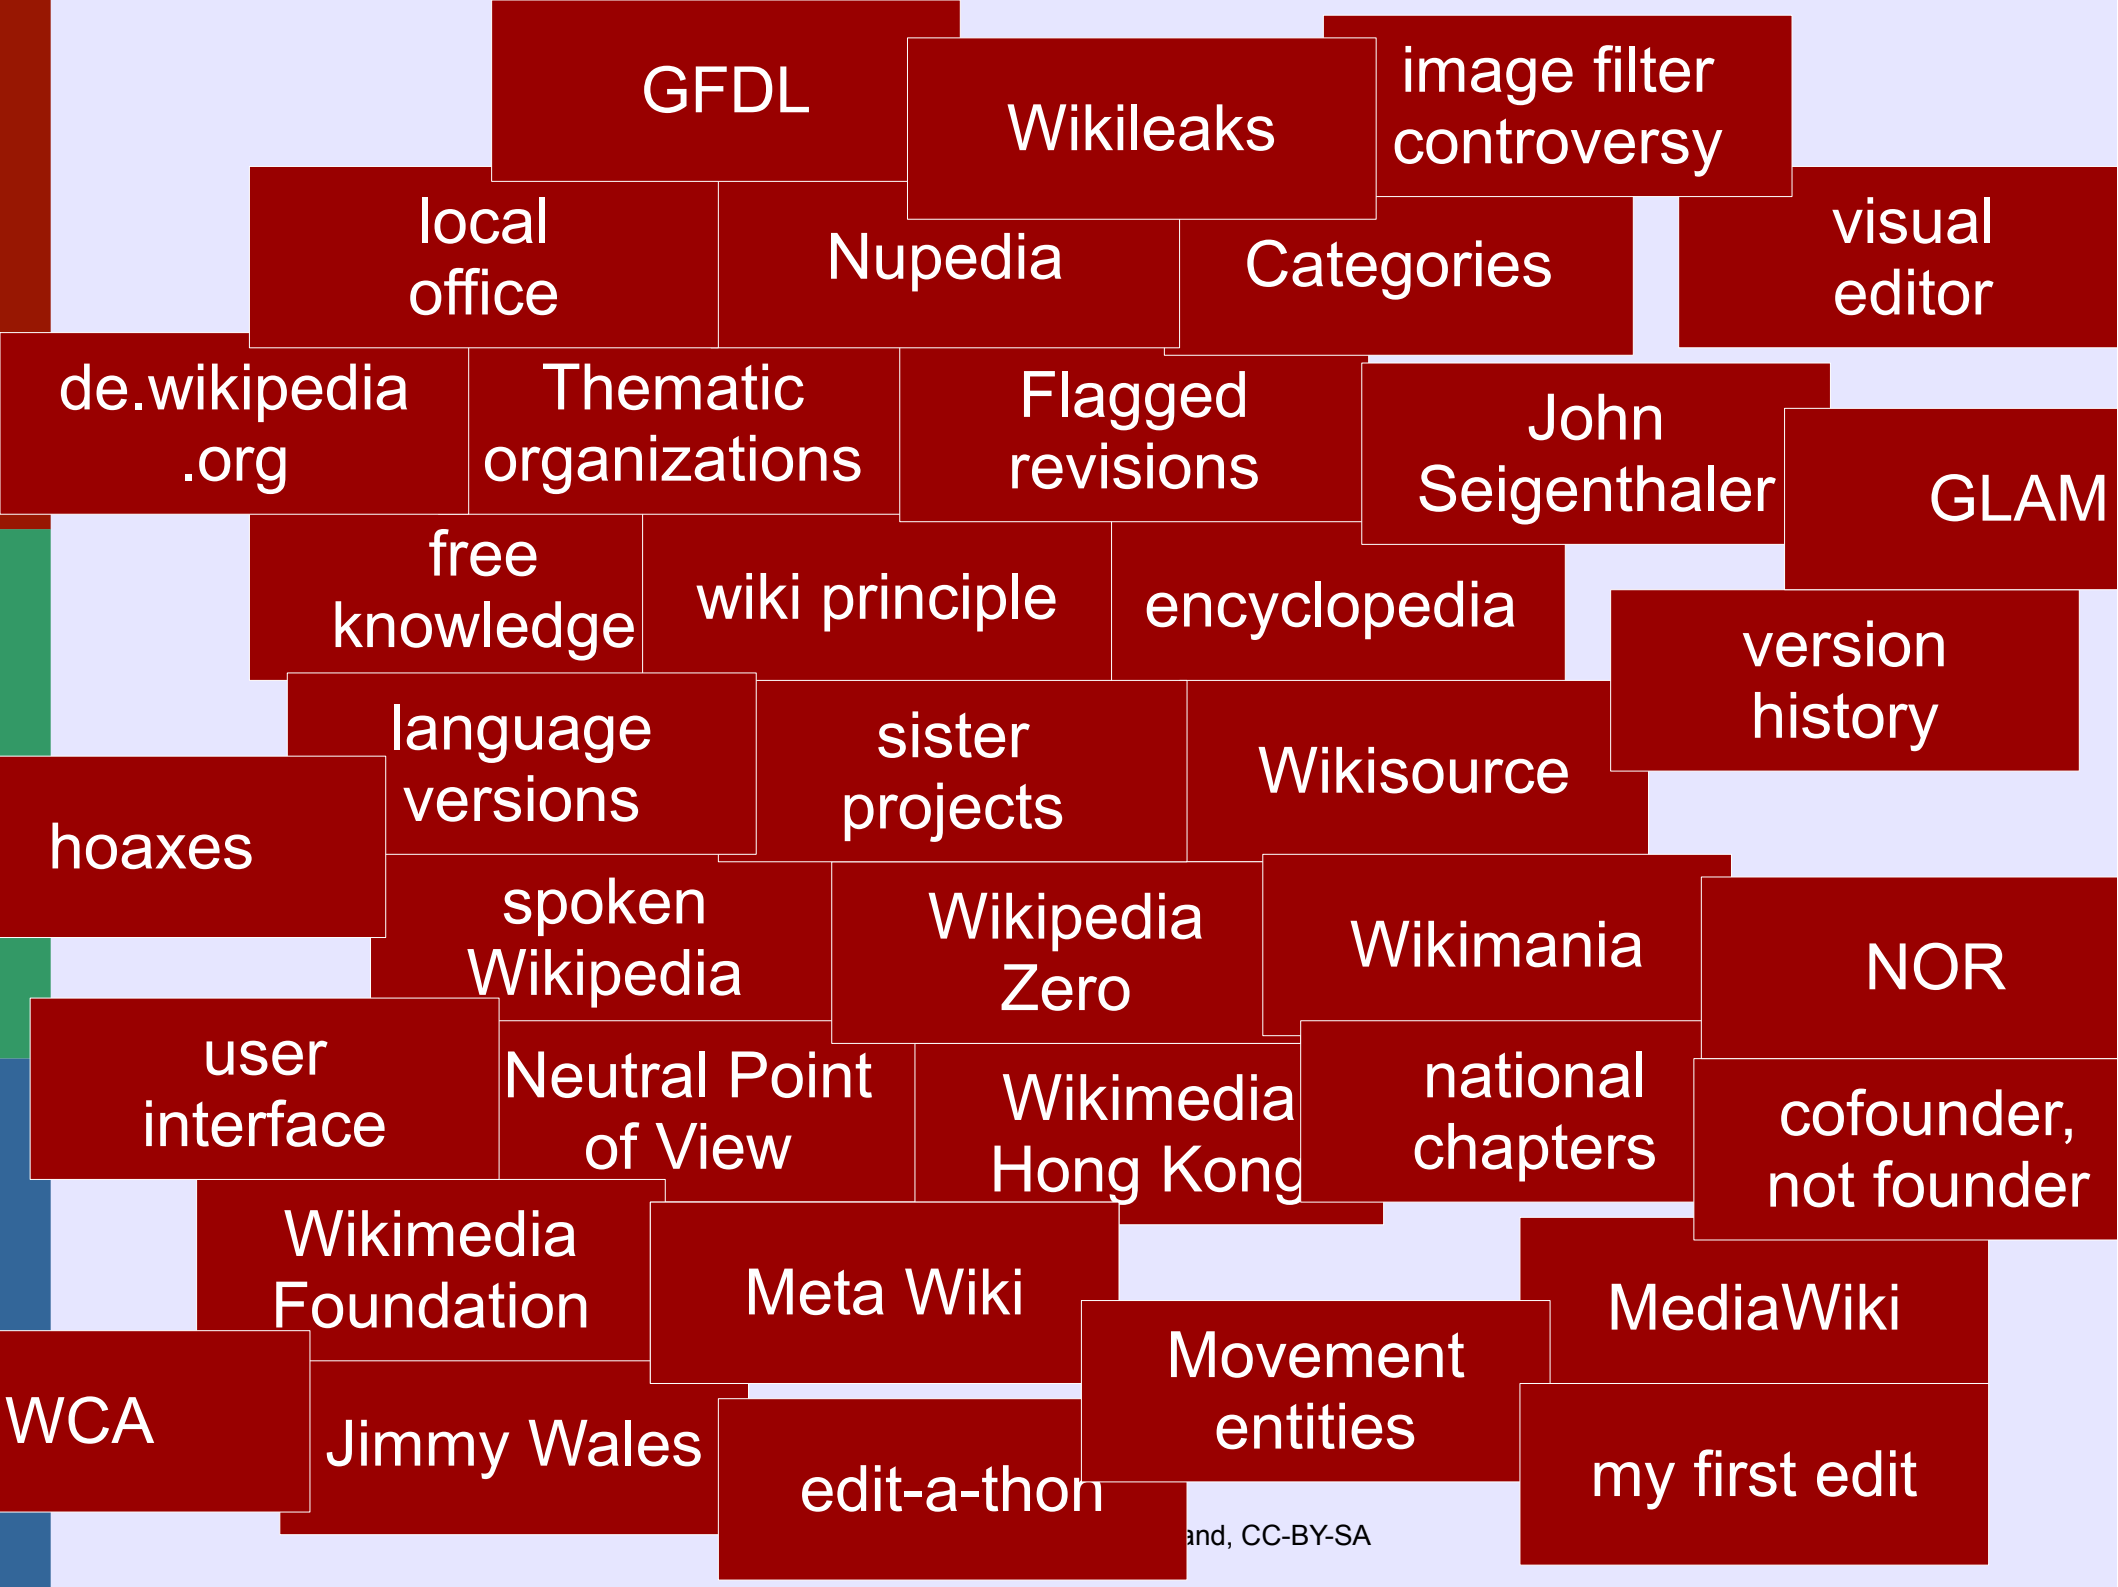 GFDL
Wikileaks
image filter
controversy
local
office
Nupedia
Categories
visual
editor
de.wikipedia
.org
Thematic
organizations
Flagged
revisions
John
Seigenthaler
GLAM
free
knowledge
wiki principle
encyclopedia
version
history
language
versions
sister
projects
Wikisource
hoaxes
spoken
Wikipedia
Wikipedia
Zero
Wikimania
NOR
user
interface
Neutral Point
of View
Wikimedia
Hong Kong
national
chapters
cofounder,
not founder
Wikimedia
Foundation
Meta Wiki
MediaWiki
Movement
entities
WCA
Jimmy Wales
edit-a-thon
my first edit
CC-BY-SA